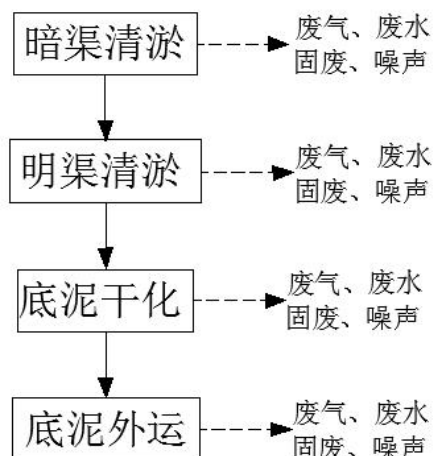 暗渠清淤
废气、废水
固废、噪声
明渠清淤
废气、废水
固废、噪声
底泥干化
废气、废水
固废、噪声
底泥外运
废气、废水
固废、噪声